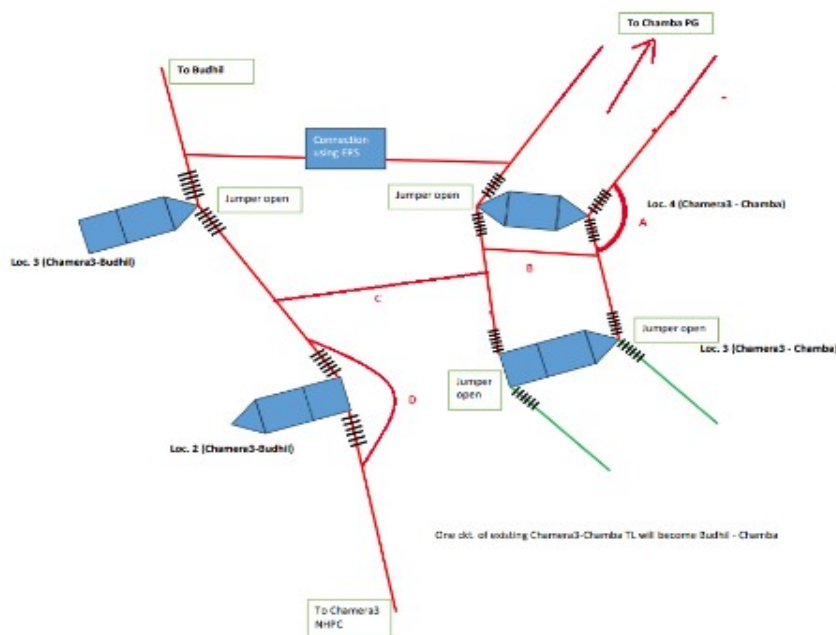 To Chamba PG
To Budhil
Connection
using ERS
Jumper open
Jumper open
Loc. 4 (Chamera3 - Chamba)
A
Loc. 3 (Chamera3-Budhil)
B
C
Jumper open
Loc. 3 (Chamera3 - Chamba)
Jumper
open
D
Loc. 2 (Chamera3-Budhil)
One ckt. of existing Chamera3-Chamba TL will become Budhil - Chamba
To Chamera3
NHPC